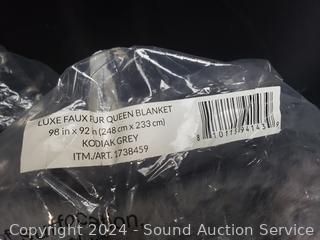 LUXE FAUX FUR QUEEN BLANKET
98 in x 92 in (248 cm x 233 cm)
KODIAK GREY
ITM./ART. 1738459
Copyright 2024 - Sound Auction Service